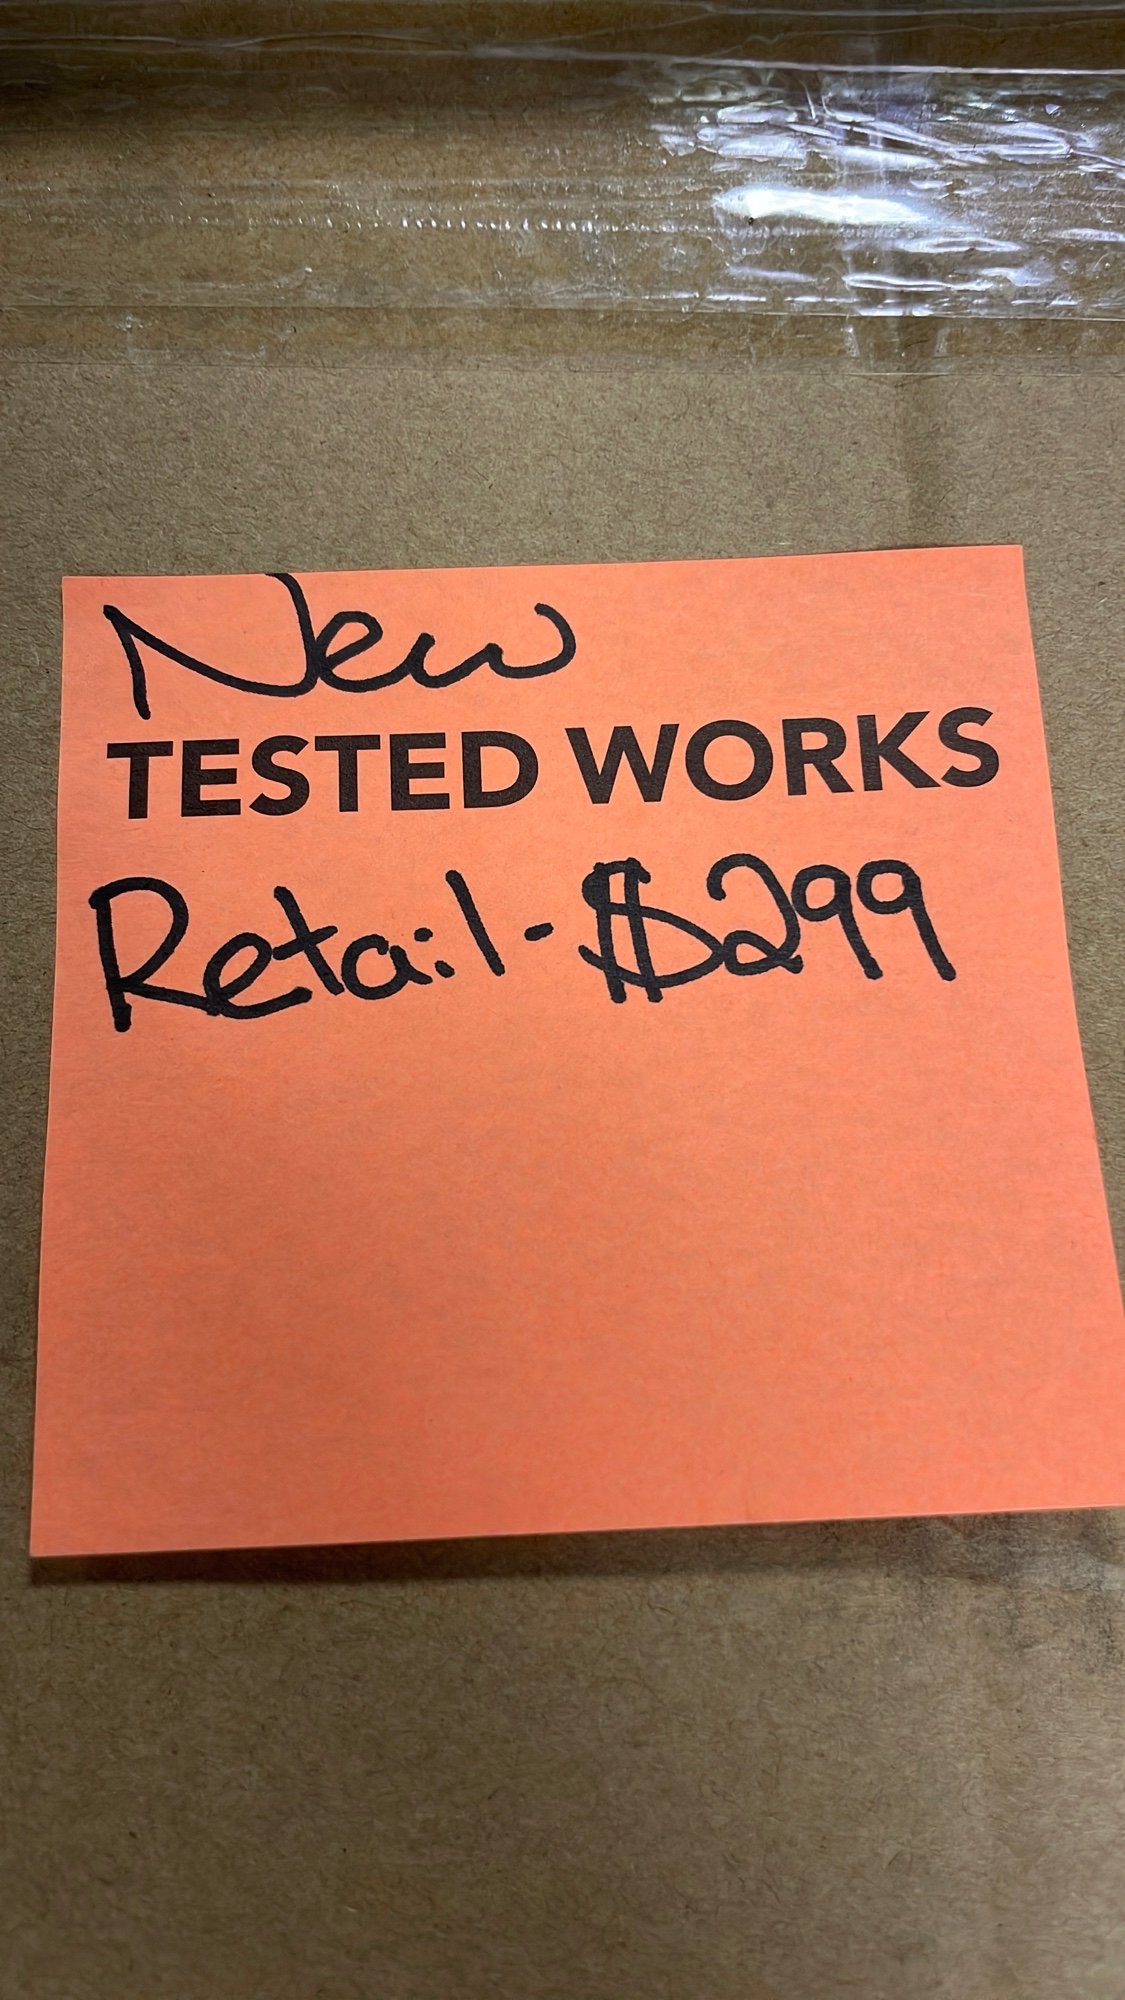 New
TESTED WORKS
Retail - $299